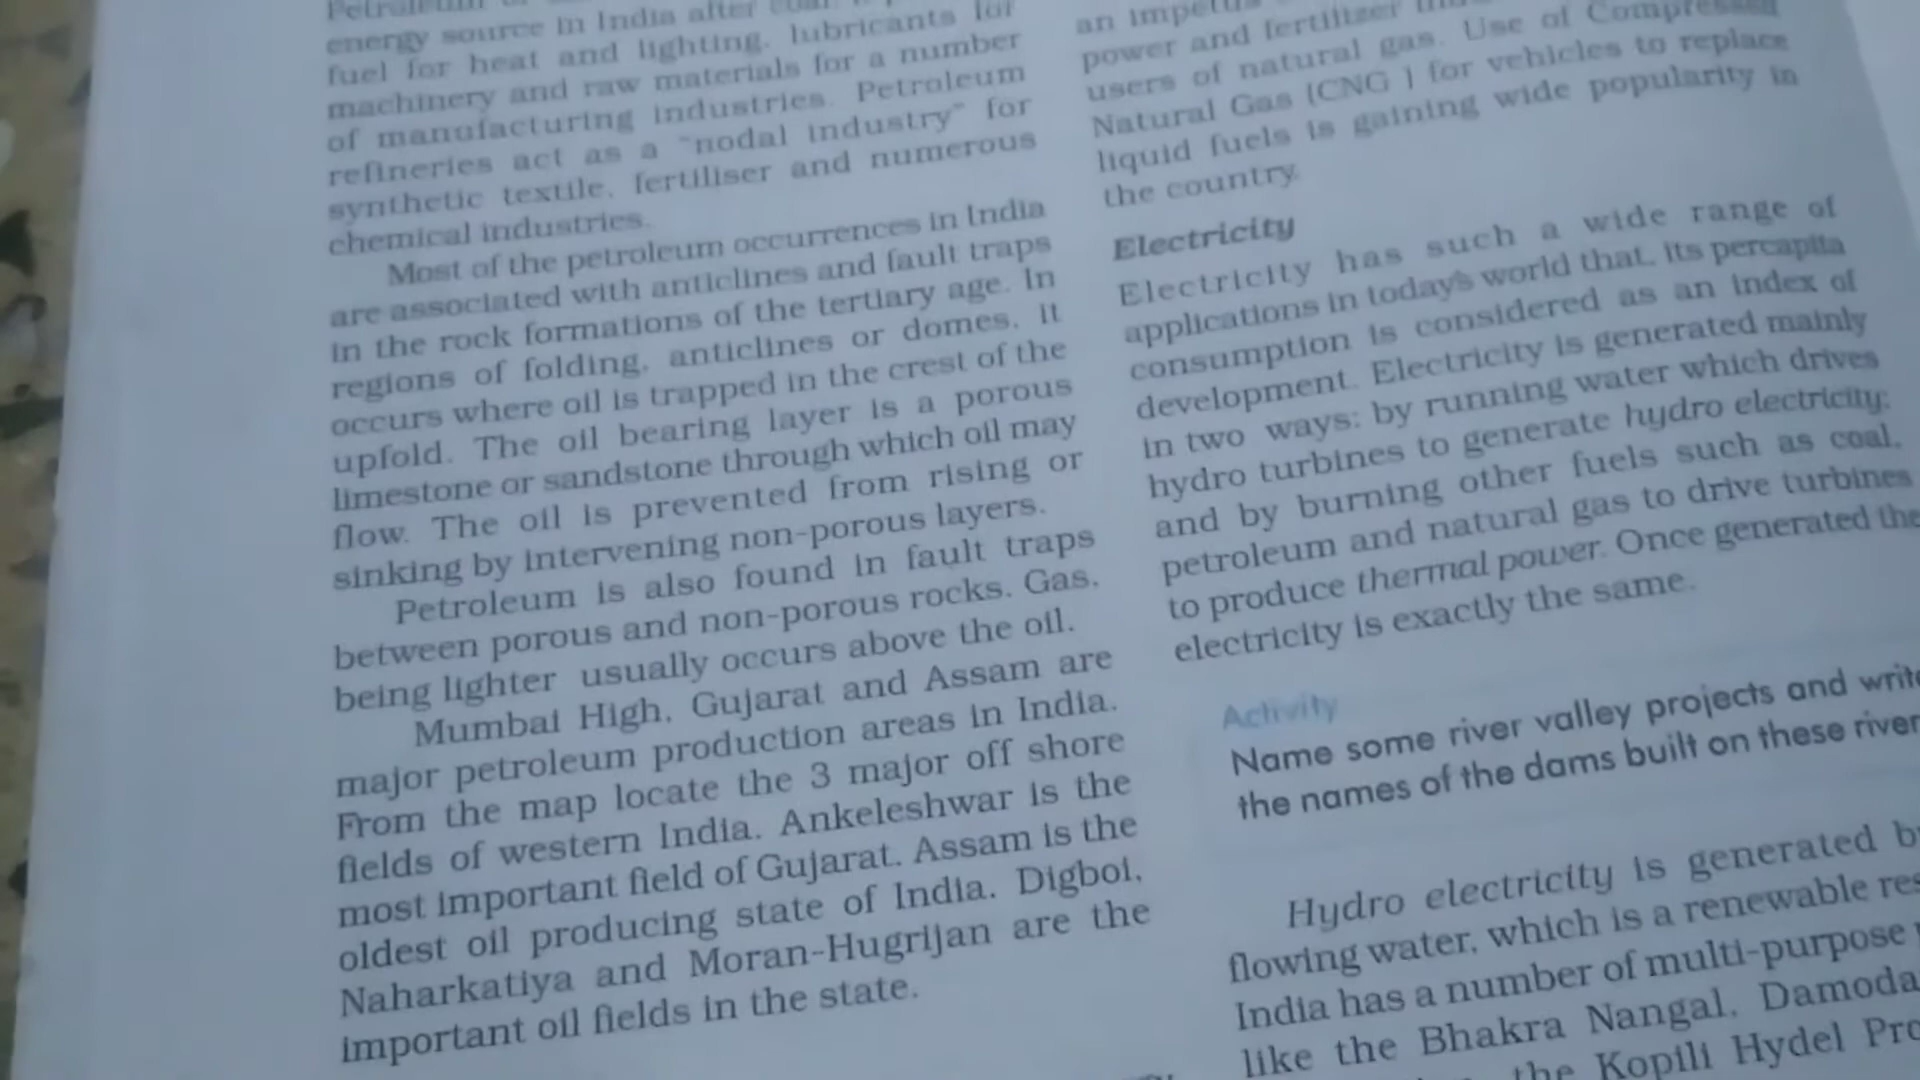 Petroleum
energy source in India after coal.
fuel for heat and lighting, lubricants for
machinery and raw materials for a number
of manufacturing industries. Petroleum
refineries act as a "nodal industry" for
synthetic textile, fertiliser and numerous
chemical industries.
Most of the petroleum occurrences in India
are associated with anticlines and fault traps
in the rock formations of the tertiary age. In
regions of folding, anticlines or domes, it
occurs where oil is trapped in the crest of the
upfold. The oil bearing layer is a porous
limestone or sandstone through which oil may
flow. The oil is prevented from rising or
sinking by intervening non-porous layers.
Petroleum is also found in fault traps
between porous and non-porous rocks. Gas,
being lighter usually occurs above the oil.
Mumbai High, Gujarat and Assam are
major petroleum production areas in India.
From the map locate the 3 major off shore
fields of western India. Ankeleshwar is the
most important field of Gujarat. Assam is the
oldest oil producing state of India. Digboi,
Naharkatiya and Moran-Hugrijan are the
important oil fields in the state.
an impetus
power and fertiliser
users of natural gas. Use of Compressed
Natural Gas (CNG ) for vehicles to replace
liquid fuels is gaining wide popularity in
the country.
Electricity
Electricity has such a wide range of
applications in today's world that, its percapita
consumption is considered as an index of
development. Electricity is generated mainly
in two ways: by running water which drives
hydro turbines to generate hydro electricity;
and by burning other fuels such as coal,
petroleum and natural gas to drive turbines
to produce thermal power. Once generated the
electricity is exactly the same.
Activity
Name some river valley projects and write
the names of the dams built on these river
Hydro electricity is generated b
flowing water, which is a renewable res
India has a number of multi-purpose
like the Bhakra Nangal, Damoda
the Kopili Hydel Pro